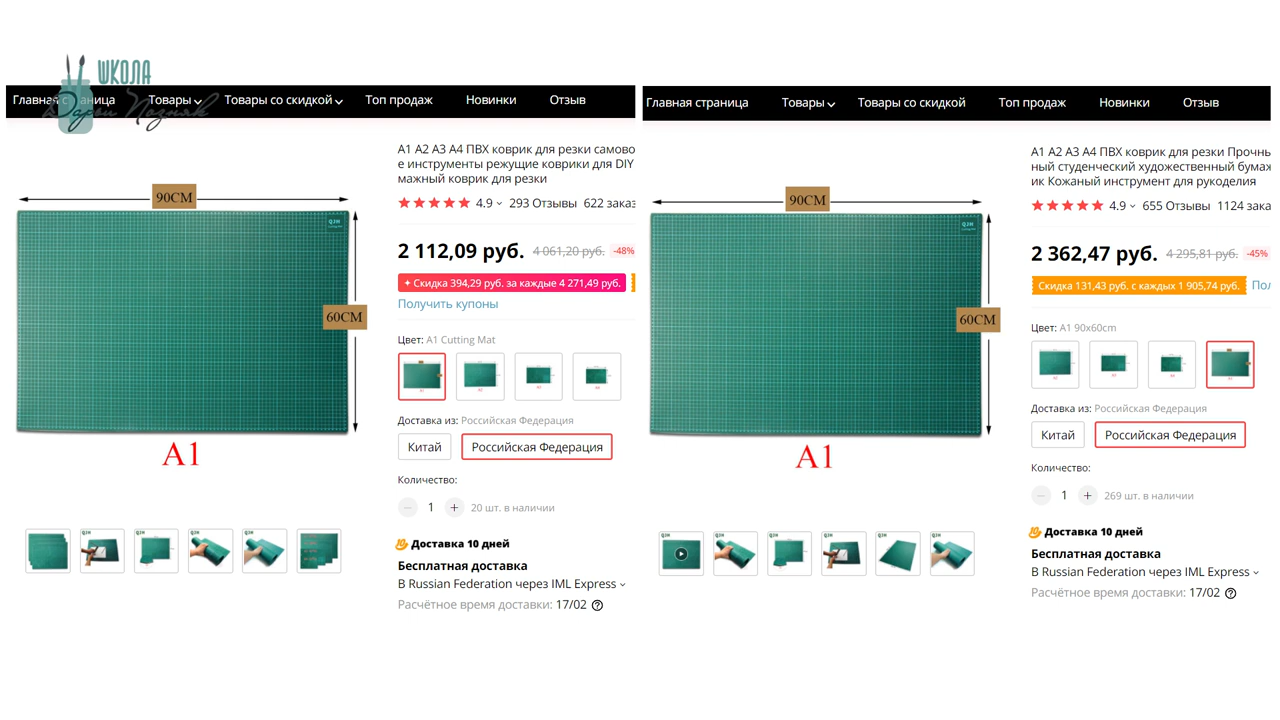 ШКОЛА
Дарьи Позняк
Главная страница Товары Товары со скидкой Топ продаж Новинки Отзыв
A1 A2 A3 A4 ПВХ коврик для резки самово
е инструменты режущие коврики для DIY
мажный коврик для резки
4.9 293 Отзывы 622 заказ
2 112,09 руб. 4 061,20 руб. -48%
Скидка 394,29 руб. за каждые 4 271,49 руб.
Получить купоны
Цвет: A1 Cutting Mat
Доставка из: Российская Федерация
Китай Российская Федерация
Количество:
1 20 шт. в наличии
Доставка 10 дней
Бесплатная доставка
В Russian Federation через IML Express
Расчётное время доставки: 17/02
90CM
QJH
60CM
A1
Главная страница Товары Товары со скидкой Топ продаж Новинки Отзыв
A1 A2 A3 A4 ПВХ коврик для резки Прочны
ный студенческий художественный бумаж
ик Кожаный инструмент для рукоделия
4.9 655 Отзывы 1124 зака
2 362,47 руб. 4 295,81 руб. -45%
Скидка 131,43 руб. с каждых 1 905,74 руб. Пол
Цвет: A1 90x60cm
Доставка из: Российская Федерация
Китай Российская Федерация
Количество:
1 269 шт. в наличии
Доставка 10 дней
Бесплатная доставка
В Russian Federation через IML Express
Расчётное время доставки: 17/02
90CM
QJH
60CM
A1